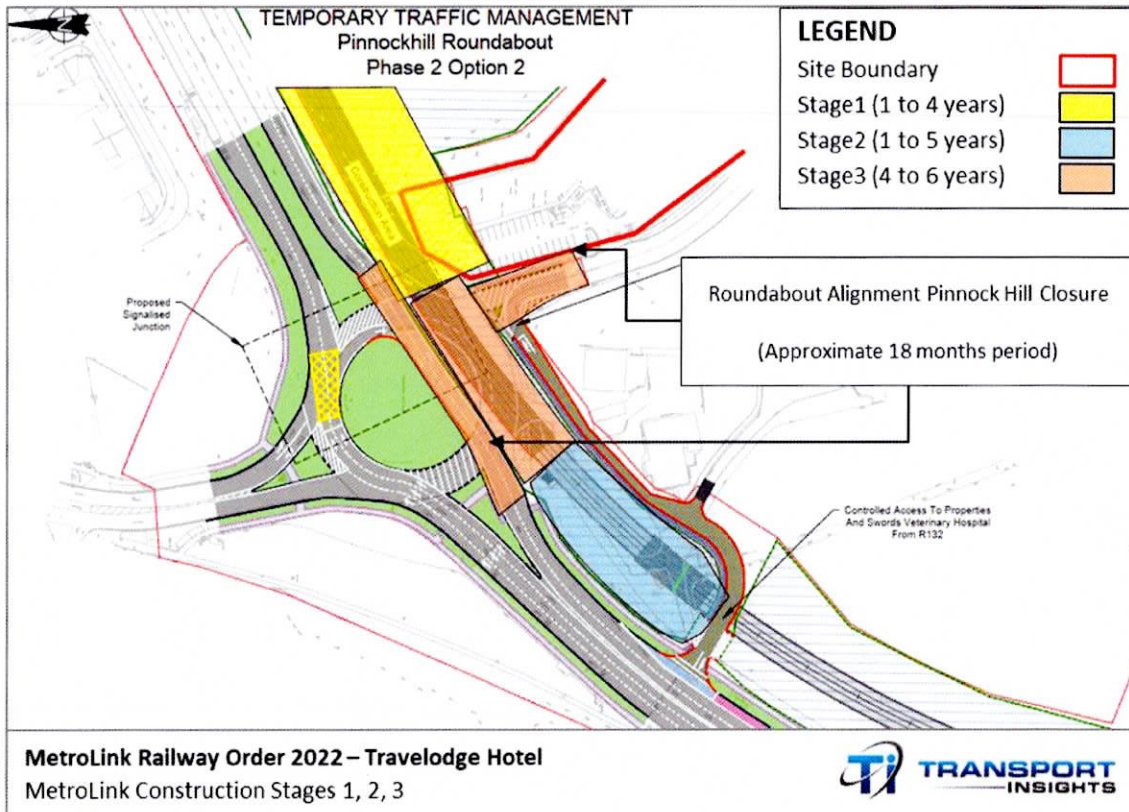 TEMPORARY TRAFFIC MANAGEMENT
Pinnockhill Roundabout
Phase 2 Option 2
N
LEGEND
Site Boundary
Stage1 (1 to 4 years)
Stage2 (1 to 5 years)
Stage3 (4 to 6 years)
Construction Area
Roundabout Alignment Pinnock Hill Closure
(Approximate 18 months period)
Proposed
Signalised
Junction
Controlled Access To Properties
And Swords Veterinary Hospital
From R132
MetroLink Railway Order 2022 – Travelodge Hotel
MetroLink Construction Stages 1, 2, 3
Ti TRANSPORT
INSIGHTS